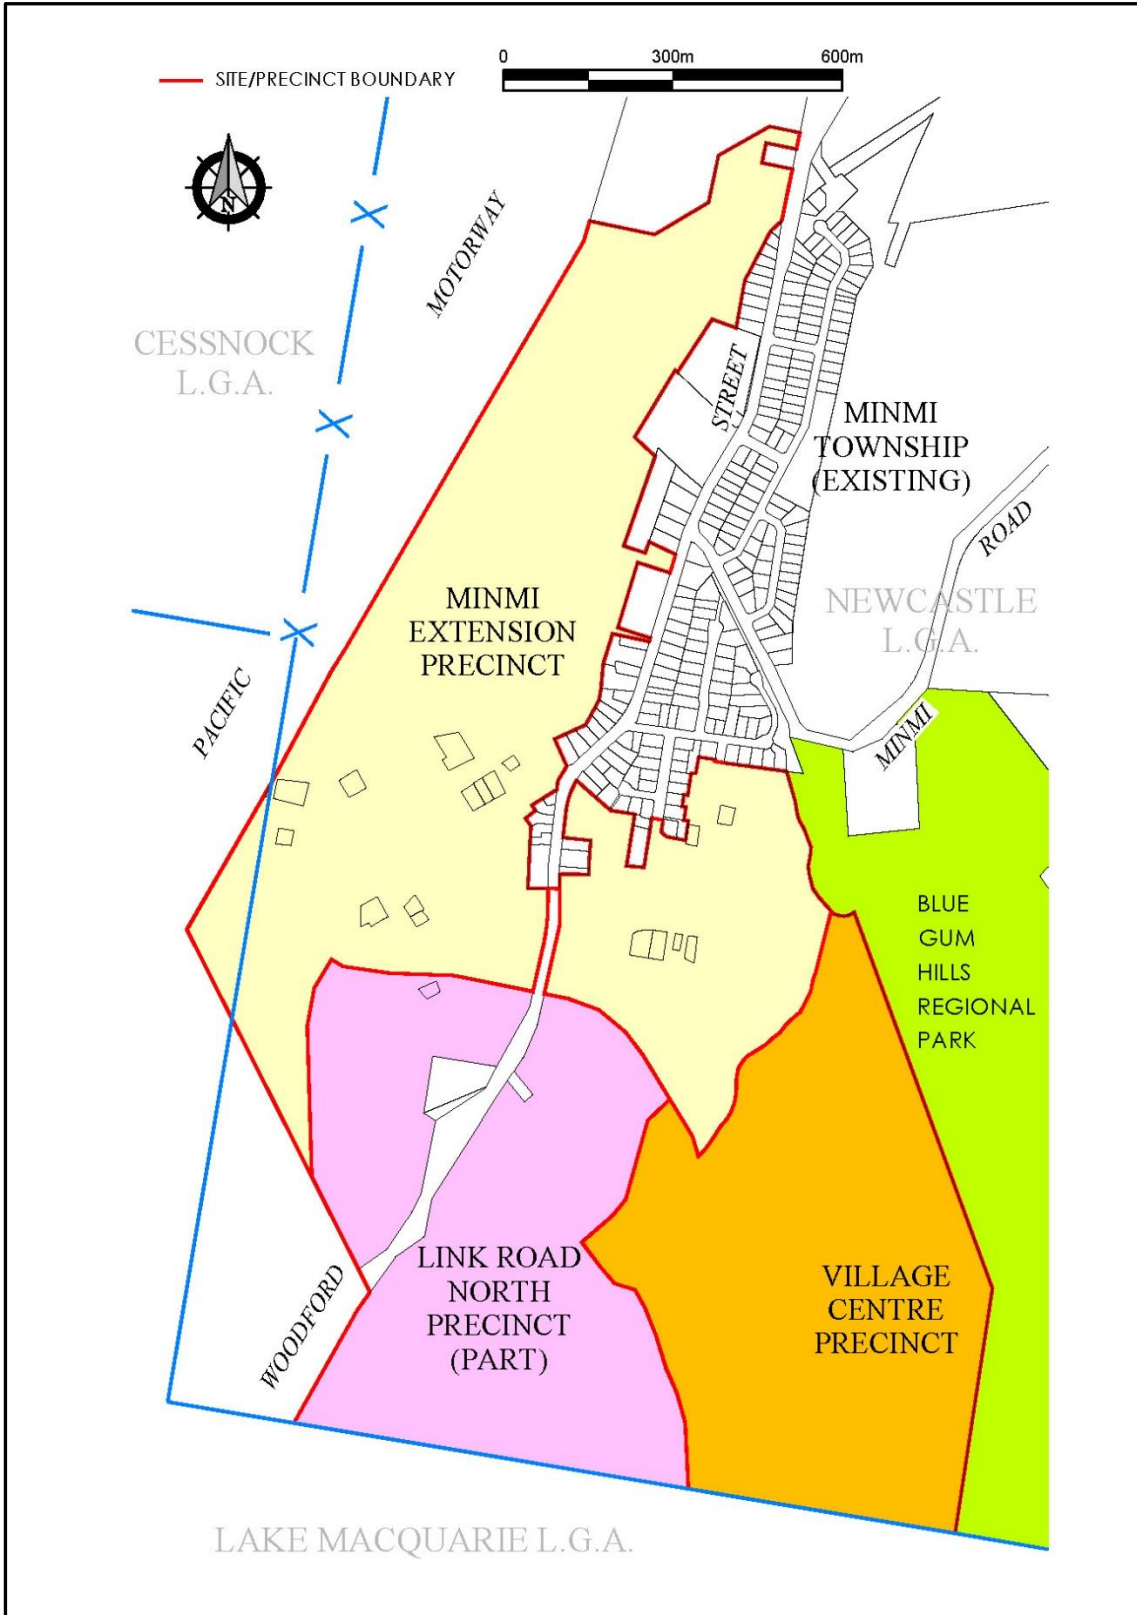 0 300m 600m
SITE/PRECINCT BOUNDARY
N
MOTORWAY
CESSNOCK
L.G.A.
STREET
MINMI
TOWNSHIP
(EXISTING)
ROAD
MINMI
EXTENSION
PRECINCT
NEWCASTLE
L.G.A.
PACIFIC
MINMI
BLUE
GUM
HILLS
REGIONAL
PARK
LINK ROAD
NORTH
PRECINCT
(PART)
VILLAGE
CENTRE
PRECINCT
WOODFORD
LAKE MACQUARIE L.G.A.